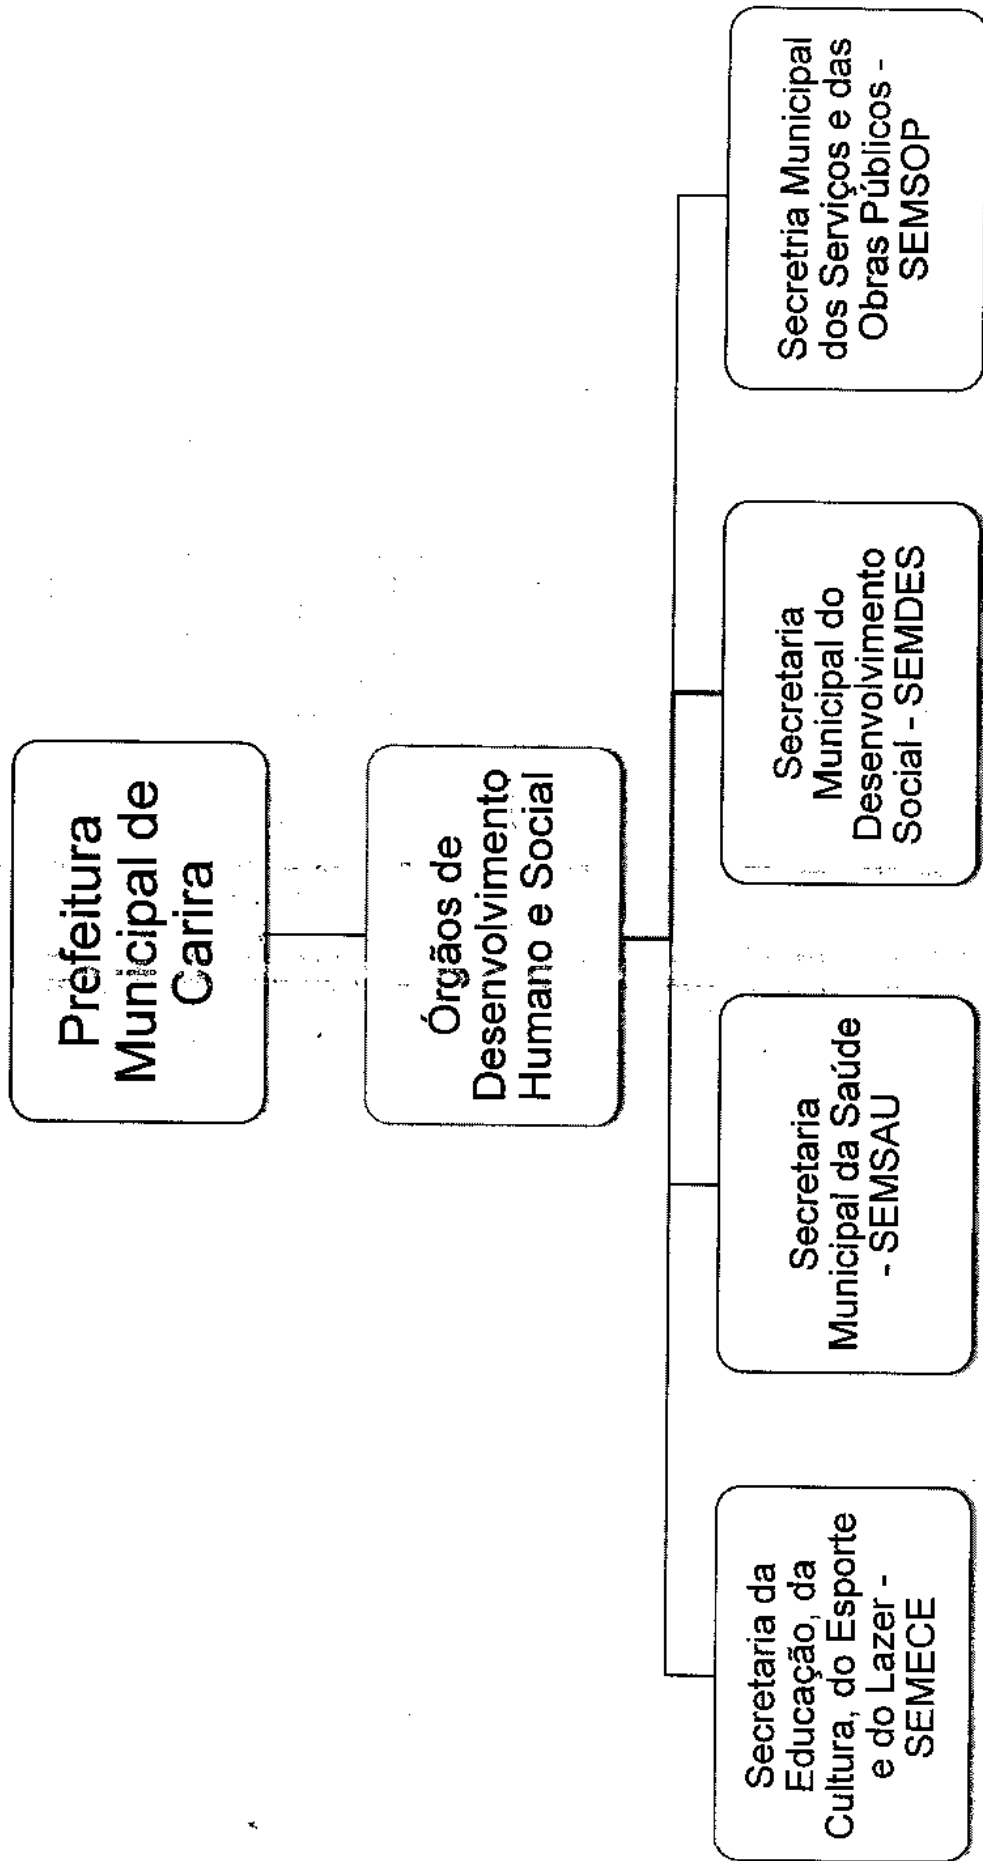 Prefeitura
Municipal de
Carira
Órgãos de
Desenvolvimento
Humano e Social
Secretaria da
Educação, da
Cultura, do Esporte
e do Lazer -
SEMECE
Secretaria
Municipal da Saúde
- SEMSAU
Secretaria
Municipal do
Desenvolvimento
Social - SEMDES
Secretria Municipal
dos Serviços e das
Obras Públicos -
SEMSOP